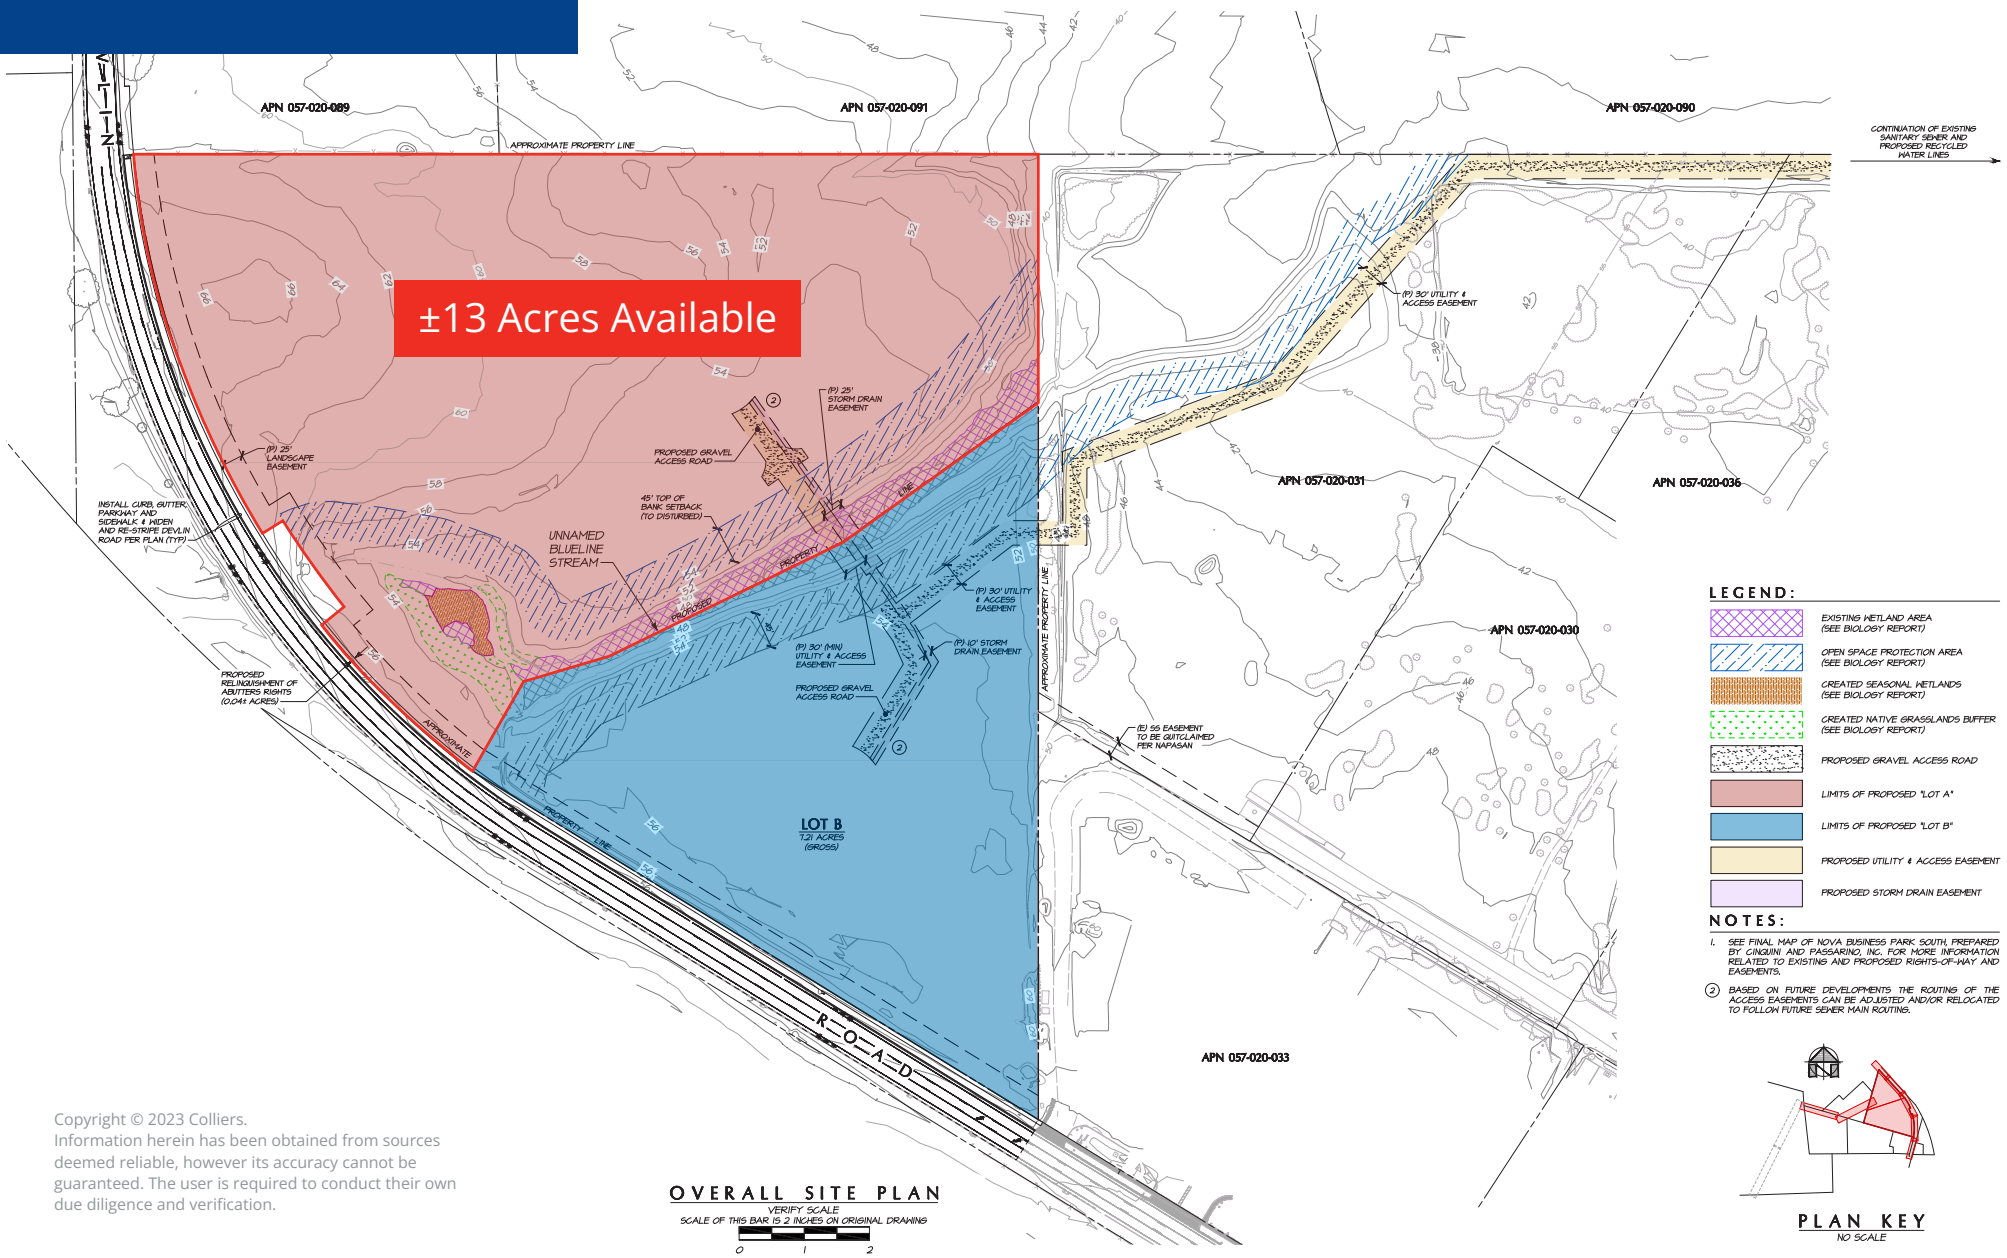 APN 057-020-089
APN 057-020-091
APN 057-020-090
CONTINUATION OF EXISTING
SANITARY SEWER AND
PROPOSED RECYCLED
WATER LINES
APPROXIMATE PROPERTY LINE
±13 Acres Available
(P) 30' UTILITY &
ACCESS EASEMENT
(P) 25'
STORM DRAIN
EASEMENT
2
PROPOSED GRAVEL
ACCESS ROAD
(P) 25'
LANDSCAPE
EASEMENT
INSTALL CURB, GUTTER,
PARKWAY AND
SIDEWALK & WIDEN
AND RE-STRIPE DEVLIN
ROAD PER PLAN (TYP)
45' TOP OF
BANK SETBACK
(TO DISTURBED)
UNNAMED
BLUELINE
STREAM
PROPOSED
PROPERTY
LINE
APN 057-020-031
APN 057-020-036
(P) 30' UTILITY
& ACCESS
EASEMENT
(P) 10' STORM
DRAIN EASEMENT
(P) 30' (MIN)
UTILITY & ACCESS
EASEMENT
PROPOSED GRAVEL
ACCESS ROAD
2
APPROXIMATE PROPERTY LINE
APN 057-020-030
PROPOSED
RELINQUISHMENT OF
ABUTTERS RIGHTS
(0.04± ACRES)
APPROXIMATE
PROPERTY
LINE
(E) SS EASEMENT
TO BE QUITCLAIMED
PER NAPASAN
LOT B
7.21 ACRES
(GROSS)
ROAD
APN 057-020-033
LEGEND:
EXISTING WETLAND AREA
(SEE BIOLOGY REPORT)
OPEN SPACE PROTECTION AREA
(SEE BIOLOGY REPORT)
CREATED SEASONAL WETLANDS
(SEE BIOLOGY REPORT)
CREATED NATIVE GRASSLANDS BUFFER
(SEE BIOLOGY REPORT)
PROPOSED GRAVEL ACCESS ROAD
LIMITS OF PROPOSED "LOT A"
LIMITS OF PROPOSED "LOT B"
PROPOSED UTILITY & ACCESS EASEMENT
PROPOSED STORM DRAIN EASEMENT
NOTES:
1. SEE FINAL MAP OF NOVA BUSINESS PARK SOUTH, PREPARED
BY CINQUINI AND PASSARINO, INC. FOR MORE INFORMATION
RELATED TO EXISTING AND PROPOSED RIGHTS-OF-WAY AND
EASEMENTS.
2 BASED ON FUTURE DEVELOPMENTS THE ROUTING OF THE
ACCESS EASEMENTS CAN BE ADJUSTED AND/OR RELOCATED
TO FOLLOW FUTURE SEWER MAIN ROUTING.
N
PLAN KEY
NO SCALE
Copyright © 2023 Colliers.
Information herein has been obtained from sources
deemed reliable, however its accuracy cannot be
guaranteed. The user is required to conduct their own
due diligence and verification.
OVERALL SITE PLAN
VERIFY SCALE
SCALE OF THIS BAR IS 2 INCHES ON ORIGINAL DRAWING
0 1 2